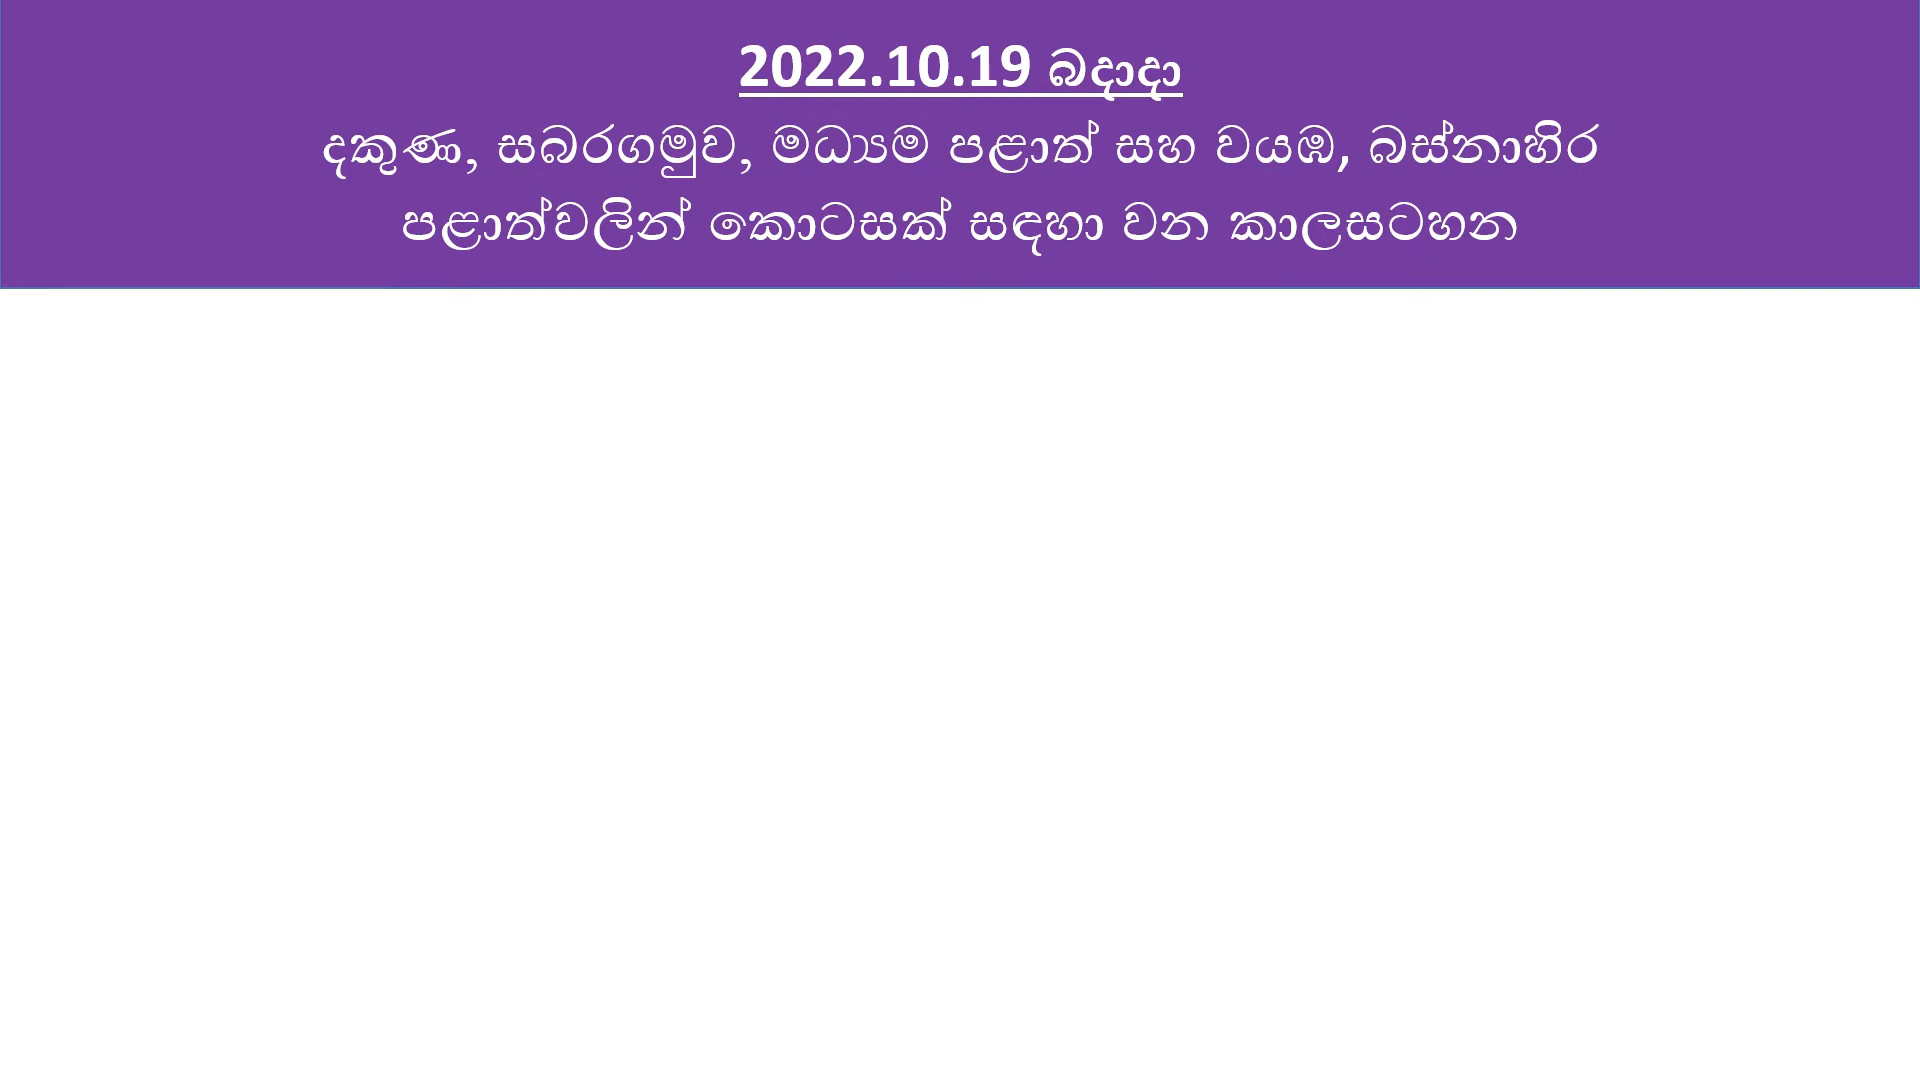 2022.10.19 බදාදා
දකුණ, සබරගමුව, මධ්‍යම පළාත් සහ වයඹ, බස්නාහිර
පළාත්වලින් කොටසක් සඳහා වන කාලසටහන